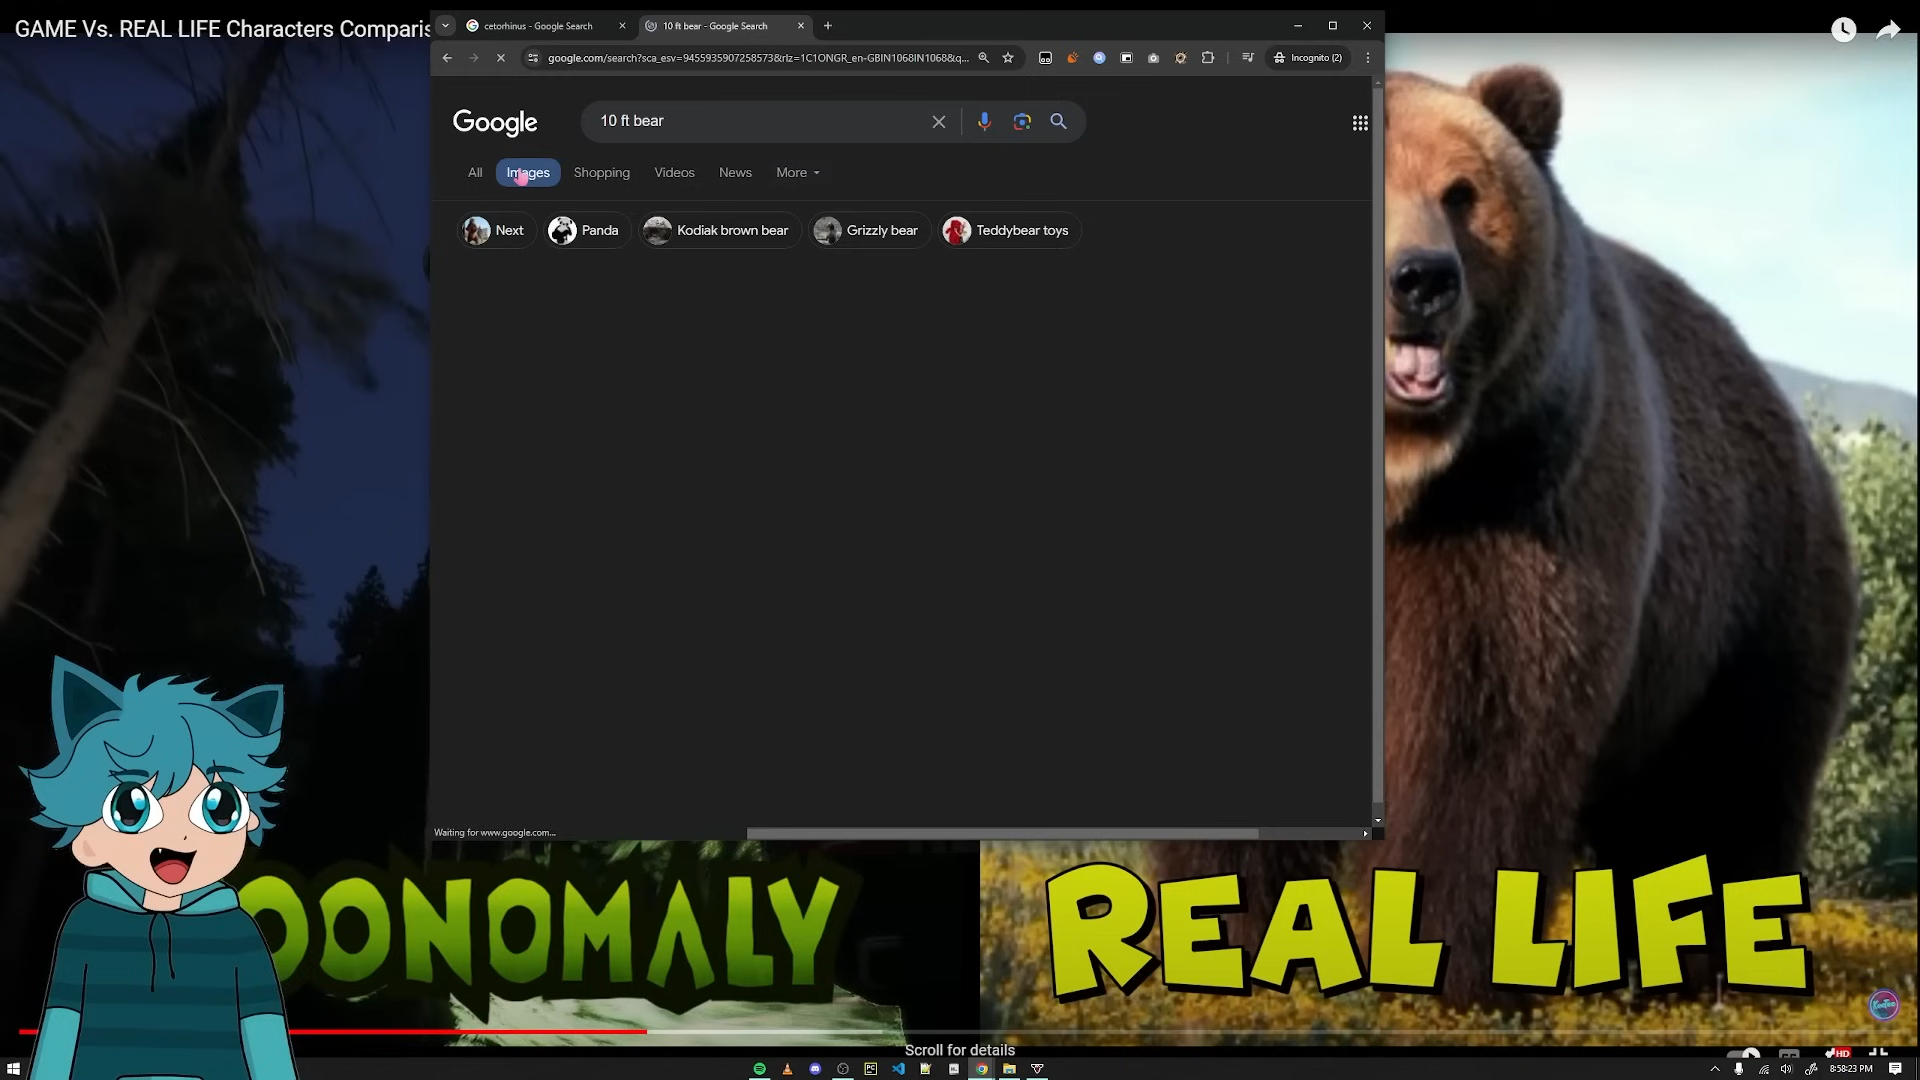 GAME Vs. REAL LIFE Characters Comparis
cetorhinus - Google Search
10 ft bear - Google Search
google.com/search?sca_esv=9455935907258573&rlz=1C1ONGR_en-GBIN1068IN1068&q...
Incognito (2)
Google
10 ft bear
All
Images
Shopping
Videos
News
More
Next
Panda
Kodiak brown bear
Grizzly bear
Teddybear toys
Waiting for www.google.com...
OONOMALY
REAL LIFE
Scroll for details
HD
8:58:23 PM